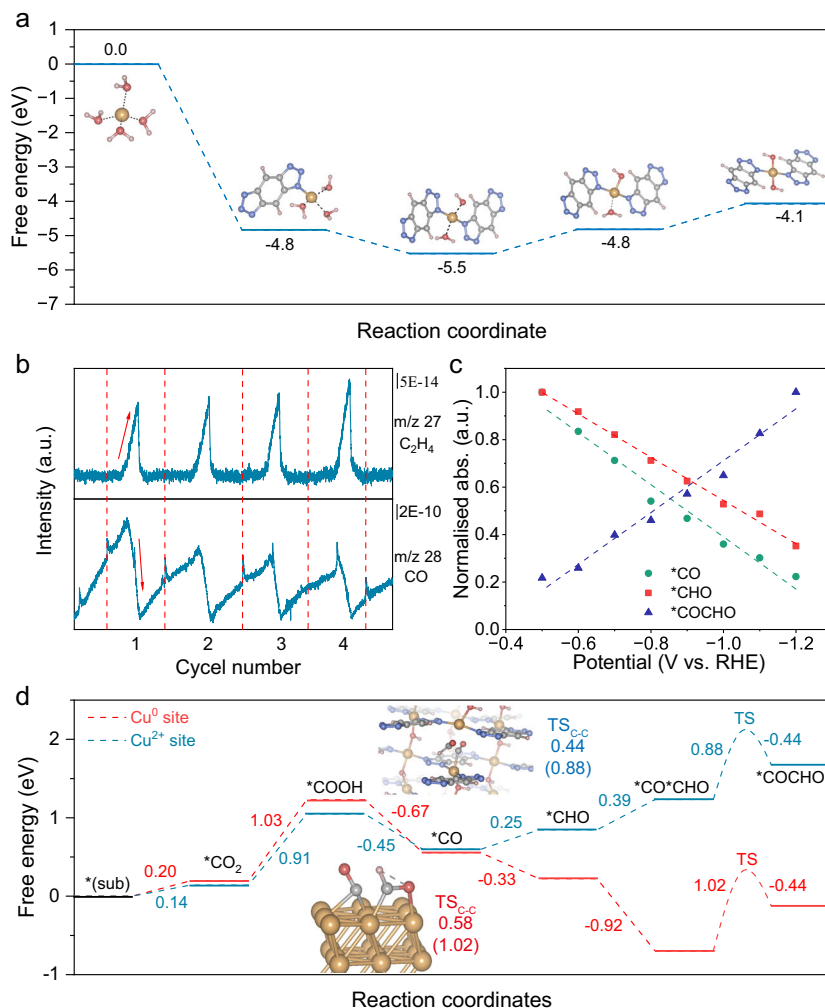 a
1
0
−1
−2
−3
−4
−5
−6
−7
Free energy (eV)
0.0
-4.8
-5.5
-4.8
-4.1
Reaction coordinate
b
Intensity (a.u.)
5E-14
m/z 27
C₂H₄
2E-10
m/z 28
CO
1 2 3 4
Cycel number
c
Normalised abs. (a.u.)
1.0
0.8
0.6
0.4
0.2
0.0
*CO
*CHO
*COCHO
−0.4 −0.6 −0.8 −1.0 −1.2
Potential (V vs. RHE)
d
Free energy (eV)
2
1
0
-1
Cu⁰ site
Cu²⁺ site
*(sub)
0.20
0.14
*CO₂
1.03
0.91
*COOH
-0.67
-0.45
*CO
0.25
-0.33
*CHO
0.39
-0.92
*CO*CHO
0.88
TS
-0.44
*COCHO
1.02
TS
-0.44
TS_C-C
0.44
(0.88)
TS_C-C
0.58
(1.02)
Reaction coordinates